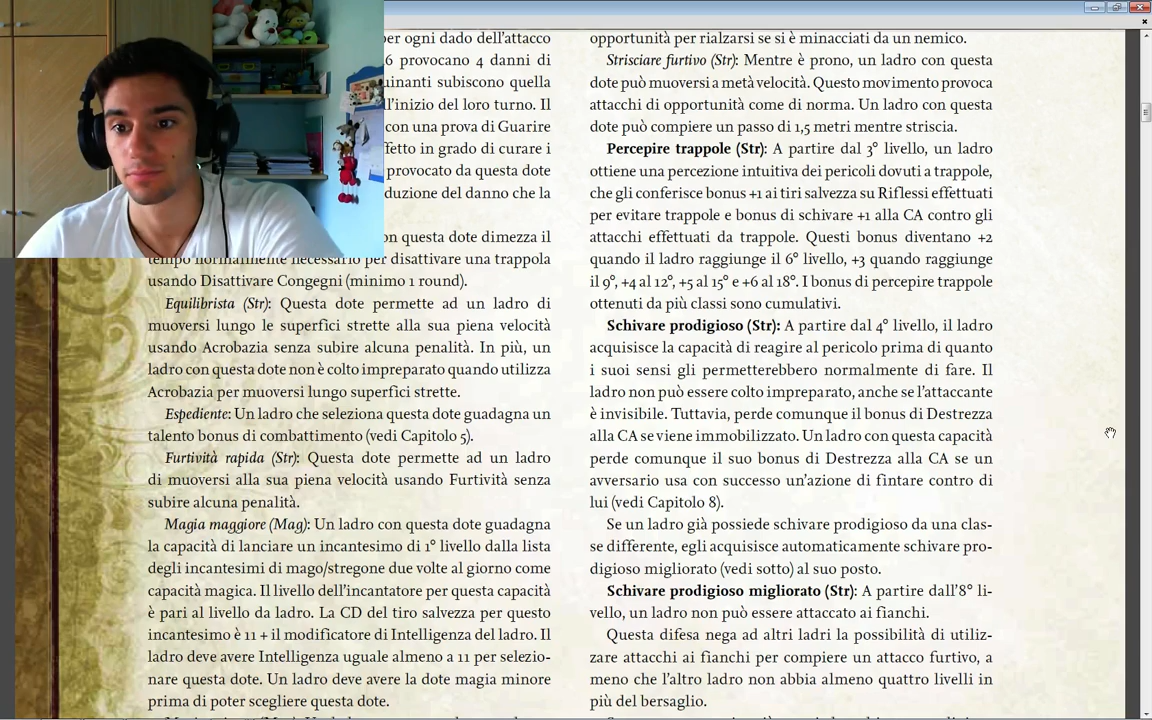 per ogni dado dell'attacco
6 provocano 4 danni di
uinanti subiscono quella
ll'inizio del loro turno. Il
con una prova di Guarire
fetto in grado di curare i
provocato da questa dote
duzione del danno che la
on questa dote dimezza il
tempo normalmente necessario per disattivare una trappola
usando Disattivare Congegni (minimo 1 round).
Equilibrista (Str): Questa dote permette ad un ladro di
muoversi lungo le superfici strette alla sua piena velocità
usando Acrobazia senza subire alcuna penalità. In più, un
ladro con questa dote non è colto impreparato quando utilizza
Acrobazia per muoversi lungo superfici strette.
Espediente: Un ladro che seleziona questa dote guadagna un
talento bonus di combattimento (vedi Capitolo 5).
Furtività rapida (Str): Questa dote permette ad un ladro
di muoversi alla sua piena velocità usando Furtività senza
subire alcuna penalità.
Magia maggiore (Mag): Un ladro con questa dote guadagna
la capacità di lanciare un incantesimo di 1° livello dalla lista
degli incantesimi di mago/stregone due volte al giorno come
capacità magica. Il livello dell'incantatore per questa capacità
è pari al livello da ladro. La CD del tiro salvezza per questo
incantesimo è 11 + il modificatore di Intelligenza del ladro. Il
ladro deve avere Intelligenza uguale almeno a 11 per selezio-
nare questa dote. Un ladro deve avere la dote magia minore
prima di poter scegliere questa dote.
opportunità per rialzarsi se si è minacciati da un nemico.
Strisciare furtivo (Str): Mentre è prono, un ladro con questa
dote può muoversi a metà velocità. Questo movimento provoca
attacchi di opportunità come di norma. Un ladro con questa
dote può compiere un passo di 1,5 metri mentre striscia.
Percepire trappole (Str): A partire dal 3° livello, un ladro
ottiene una percezione intuitiva dei pericoli dovuti a trappole,
che gli conferisce bonus +1 ai tiri salvezza su Riflessi effettuati
per evitare trappole e bonus di schivare +1 alla CA contro gli
attacchi effettuati da trappole. Questi bonus diventano +2
quando il ladro raggiunge il 6° livello, +3 quando raggiunge
il 9°, +4 al 12°, +5 al 15° e +6 al 18°. I bonus di percepire trappole
ottenuti da più classi sono cumulativi.
Schivare prodigioso (Str): A partire dal 4° livello, il ladro
acquisisce la capacità di reagire al pericolo prima di quanto
i suoi sensi gli permetterebbero normalmente di fare. Il
ladro non può essere colto impreparato, anche se l'attaccante
è invisibile. Tuttavia, perde comunque il bonus di Destrezza
alla CA se viene immobilizzato. Un ladro con questa capacità
perde comunque il suo bonus di Destrezza alla CA se un
avversario usa con successo un'azione di fintare contro di
lui (vedi Capitolo 8).
Se un ladro già possiede schivare prodigioso da una clas-
se differente, egli acquisisce automaticamente schivare pro-
digioso migliorato (vedi sotto) al suo posto.
Schivare prodigioso migliorato (Str): A partire dall'8° li-
vello, un ladro non può essere attaccato ai fianchi.
Questa difesa nega ad altri ladri la possibilità di utiliz-
zare attacchi ai fianchi per compiere un attacco furtivo, a
meno che l'altro ladro non abbia almeno quattro livelli in
più del bersaglio.